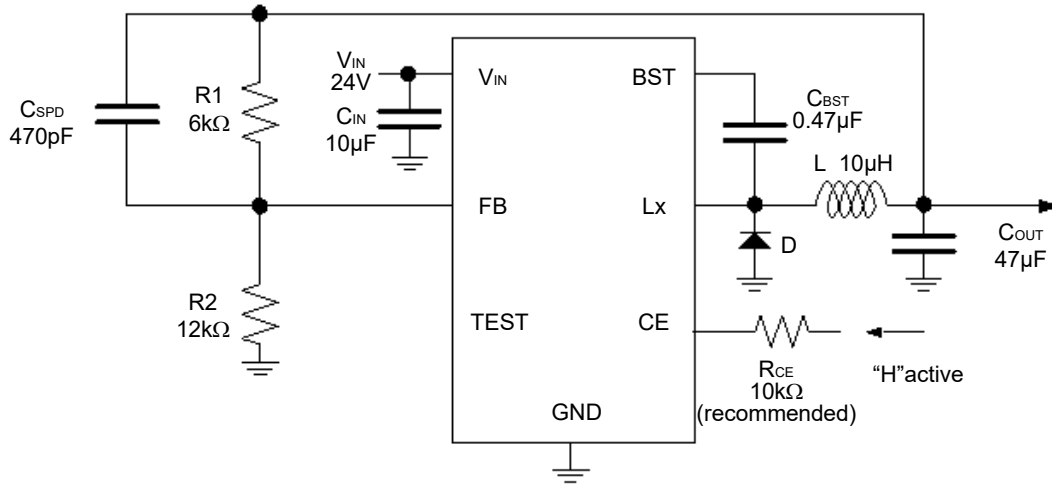 CSPD
470pF
R1
6kΩ
VIN
24V
CIN
10µF
VIN
BST
CBST
0.47µF
L 10µH
FB
Lx
D
COUT
47µF
R2
12kΩ
TEST
CE
RCE
10kΩ
(recommended)
“H”active
GND